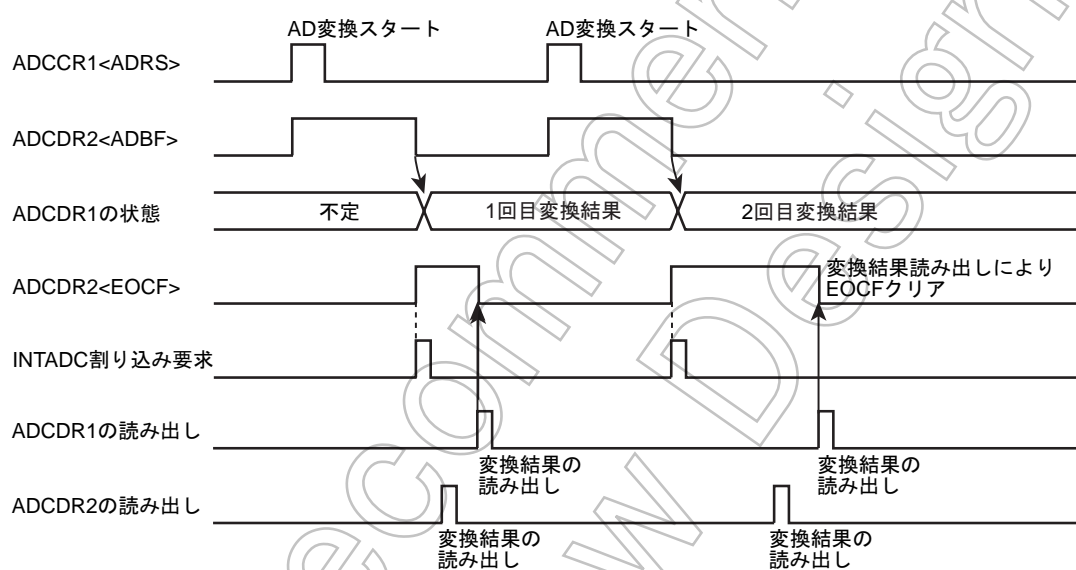 AD変換スタート AD変換スタート
ADCCR1<ADRS>
ADCDR2<ADBF>
ADCDR1の状態 不定 1回目変換結果 2回目変換結果
ADCDR2<EOCF> 変換結果読み出しにより
EOCFクリア
INTADC割り込み要求
ADCDR1の読み出し
変換結果の 変換結果の
読み出し 読み出し
ADCDR2の読み出し
変換結果の 変換結果の
読み出し 読み出し
ecommen
w Design